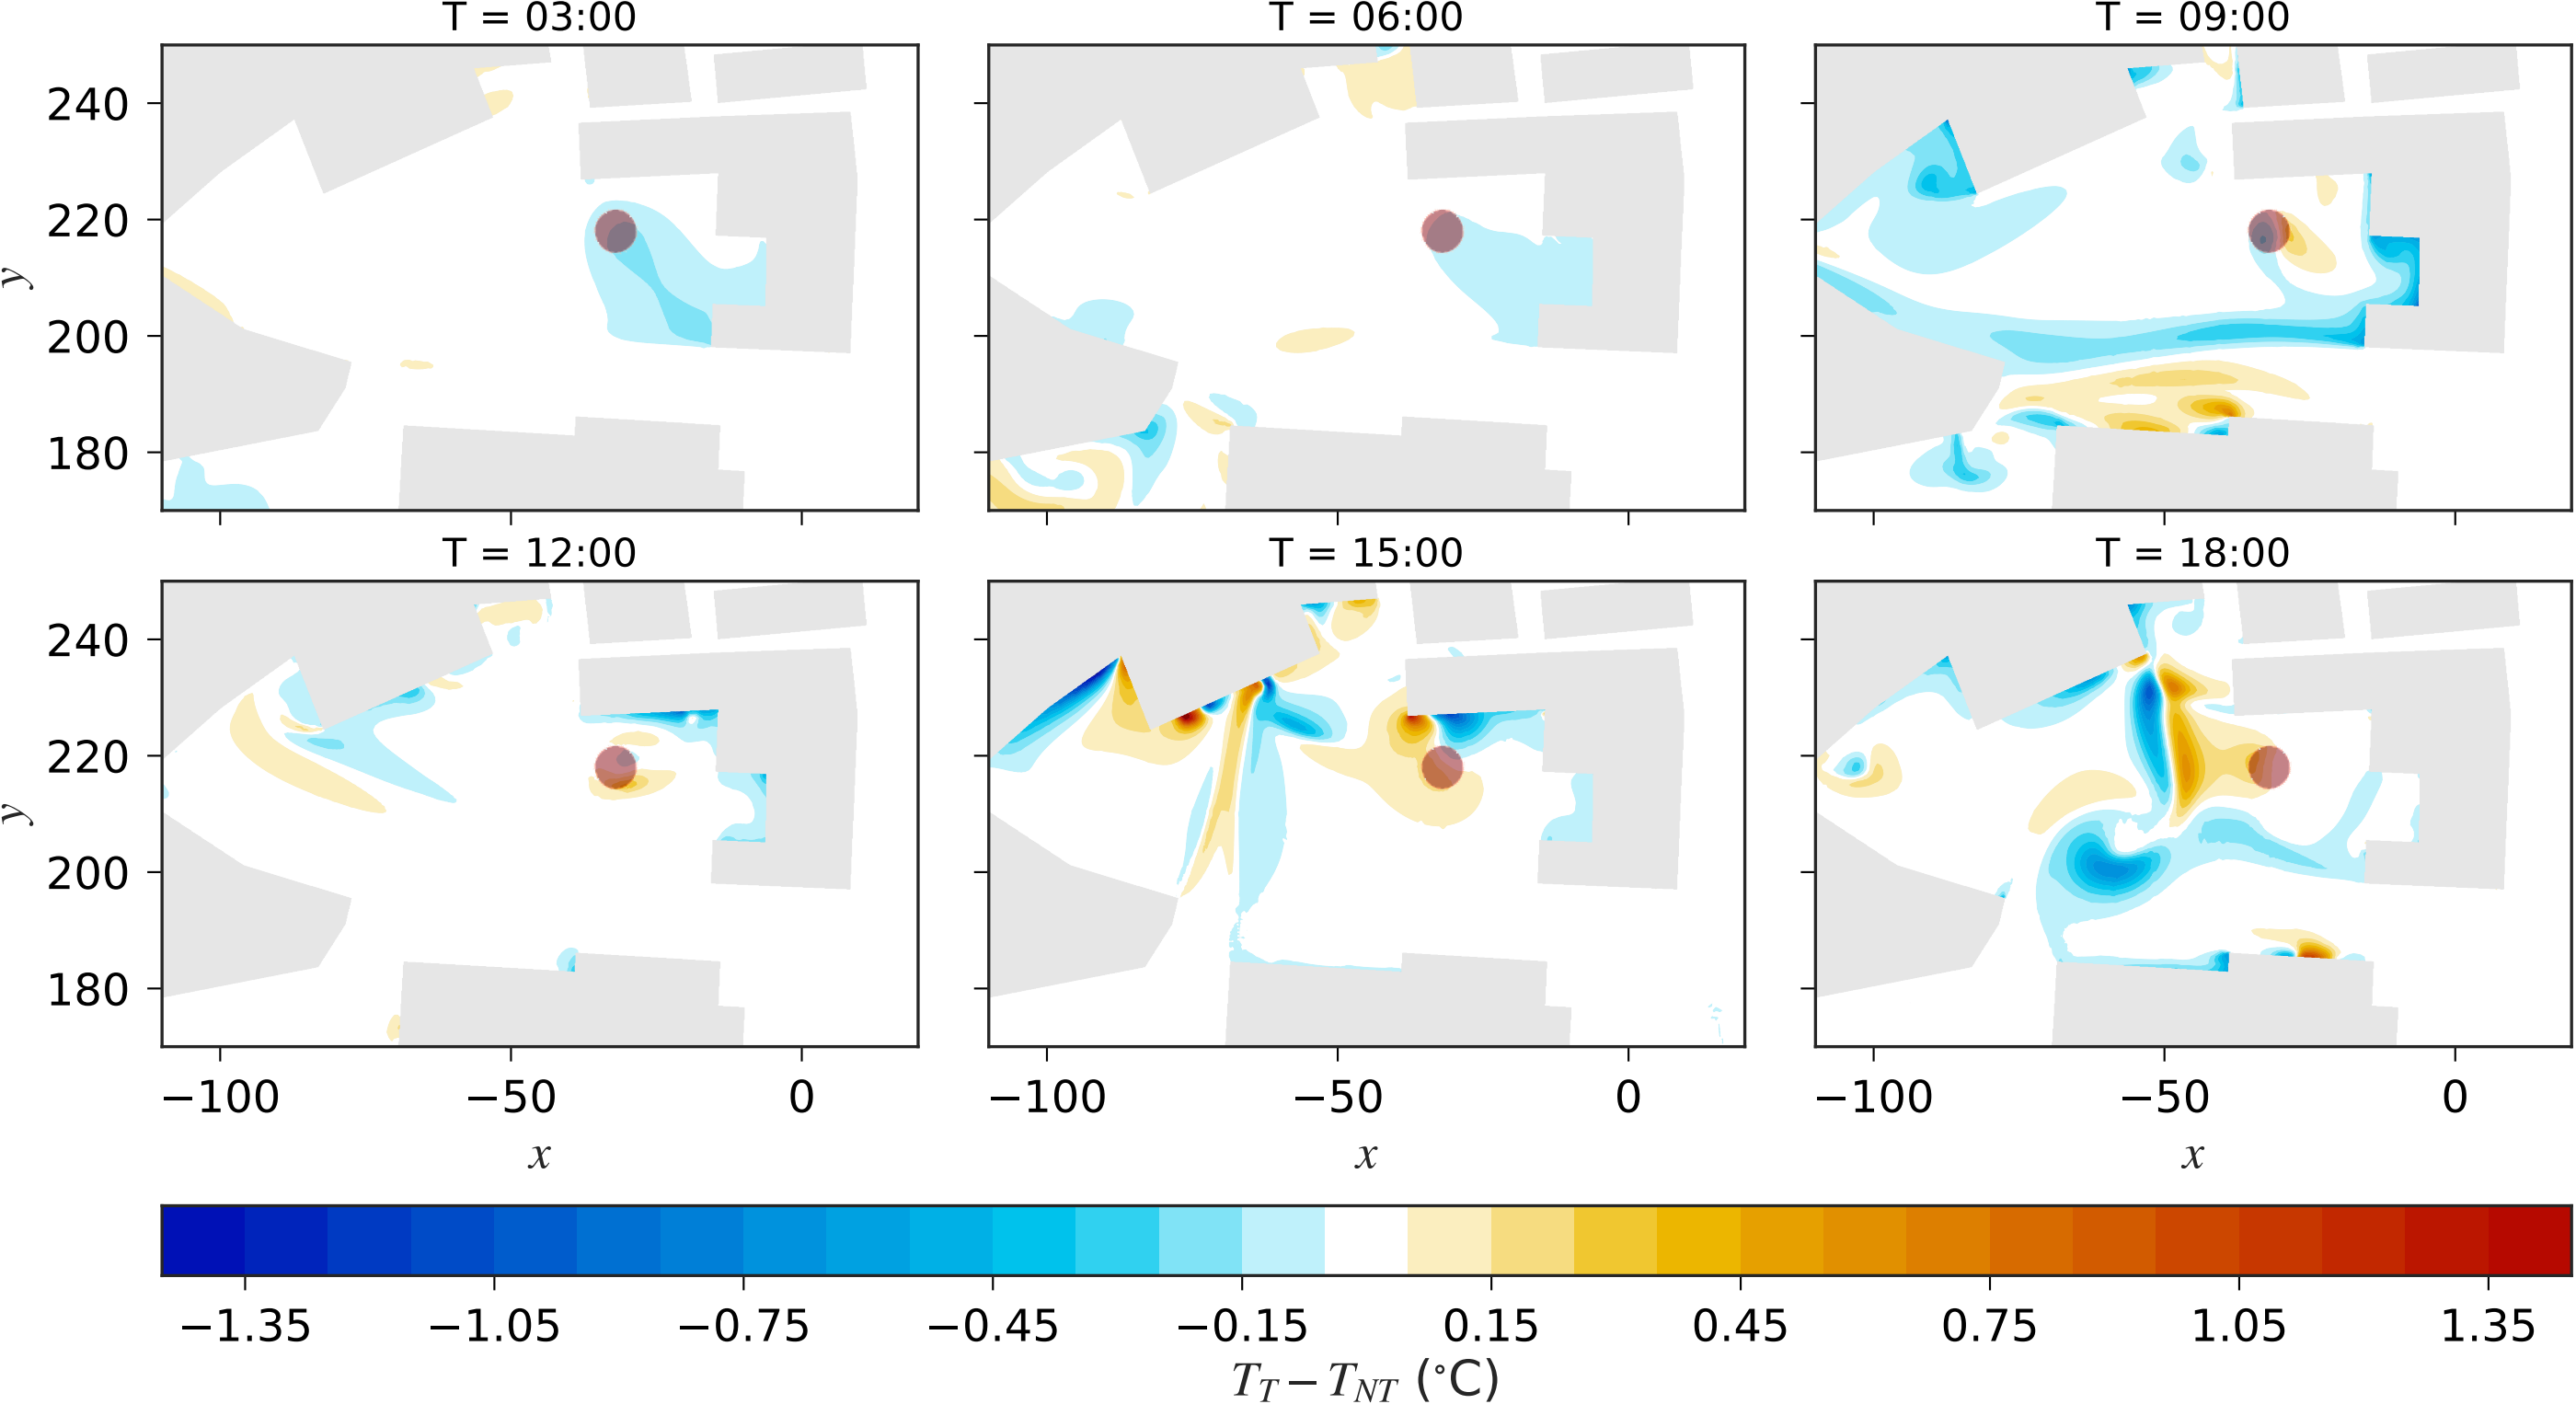 T = 03:00 T = 06:00 T = 09:00
240
220
200
180
y
T = 12:00 T = 15:00 T = 18:00
240
220
200
180
y
−100 −50 0 −100 −50 0 −100 −50 0
x x x
−1.35 −1.05 −0.75 −0.45 −0.15 0.15 0.45 0.75 1.05 1.35
T_T − T_NT (°C)